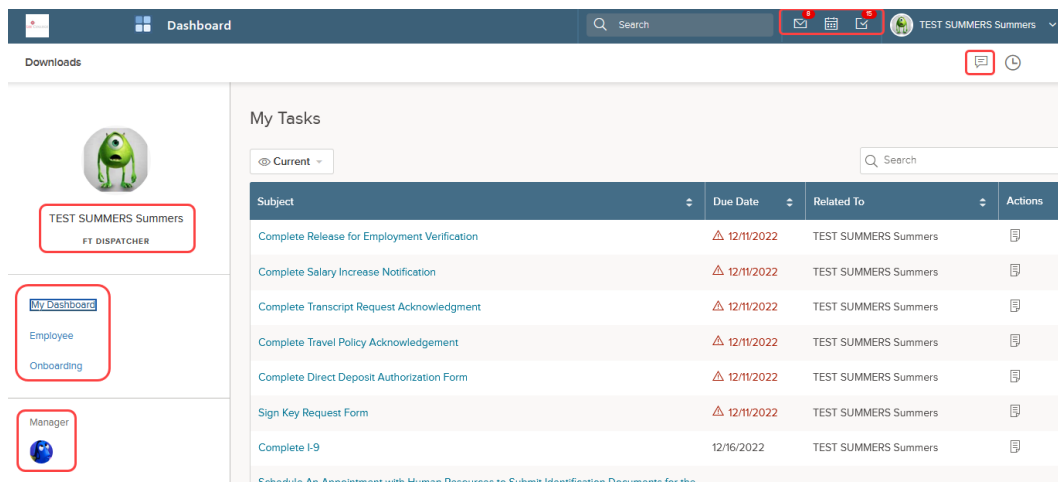 Dashboard
Search
8
15
TEST SUMMERS Summers
Downloads
TEST SUMMERS Summers
FT DISPATCHER
My Dashboard
Employee
Onboarding
Manager
My Tasks
Current
Search
Subject Due Date Related To Actions
Complete Release for Employment Verification 12/11/2022 TEST SUMMERS Summers
Complete Salary Increase Notification 12/11/2022 TEST SUMMERS Summers
Complete Transcript Request Acknowledgment 12/11/2022 TEST SUMMERS Summers
Complete Travel Policy Acknowledgement 12/11/2022 TEST SUMMERS Summers
Complete Direct Deposit Authorization Form 12/11/2022 TEST SUMMERS Summers
Sign Key Request Form 12/11/2022 TEST SUMMERS Summers
Complete I-9 12/16/2022 TEST SUMMERS Summers
Schedule An Appointment with Human Resources to Submit Identification Documents for the